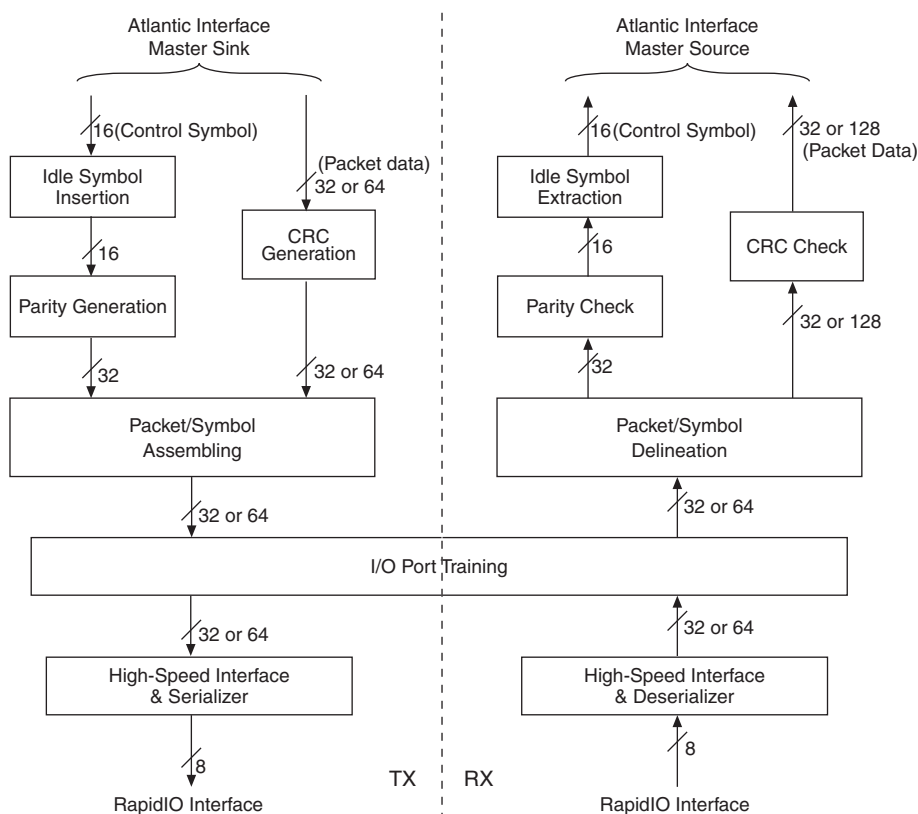 Atlantic Interface
Master Sink
16(Control Symbol)
(Packet data)
32 or 64
Idle Symbol
Insertion
CRC
Generation
16
Parity Generation
32
32 or 64
Packet/Symbol
Assembling
32 or 64
Atlantic Interface
Master Source
16(Control Symbol)
32 or 128
(Packet Data)
Idle Symbol
Extraction
CRC Check
16
Parity Check
32 or 128
32
Packet/Symbol
Delineation
32 or 64
I/O Port Training
32 or 64
High-Speed Interface
& Serializer
8
TX
RapidIO Interface
32 or 64
High-Speed Interface
& Deserializer
8
RX
RapidIO Interface